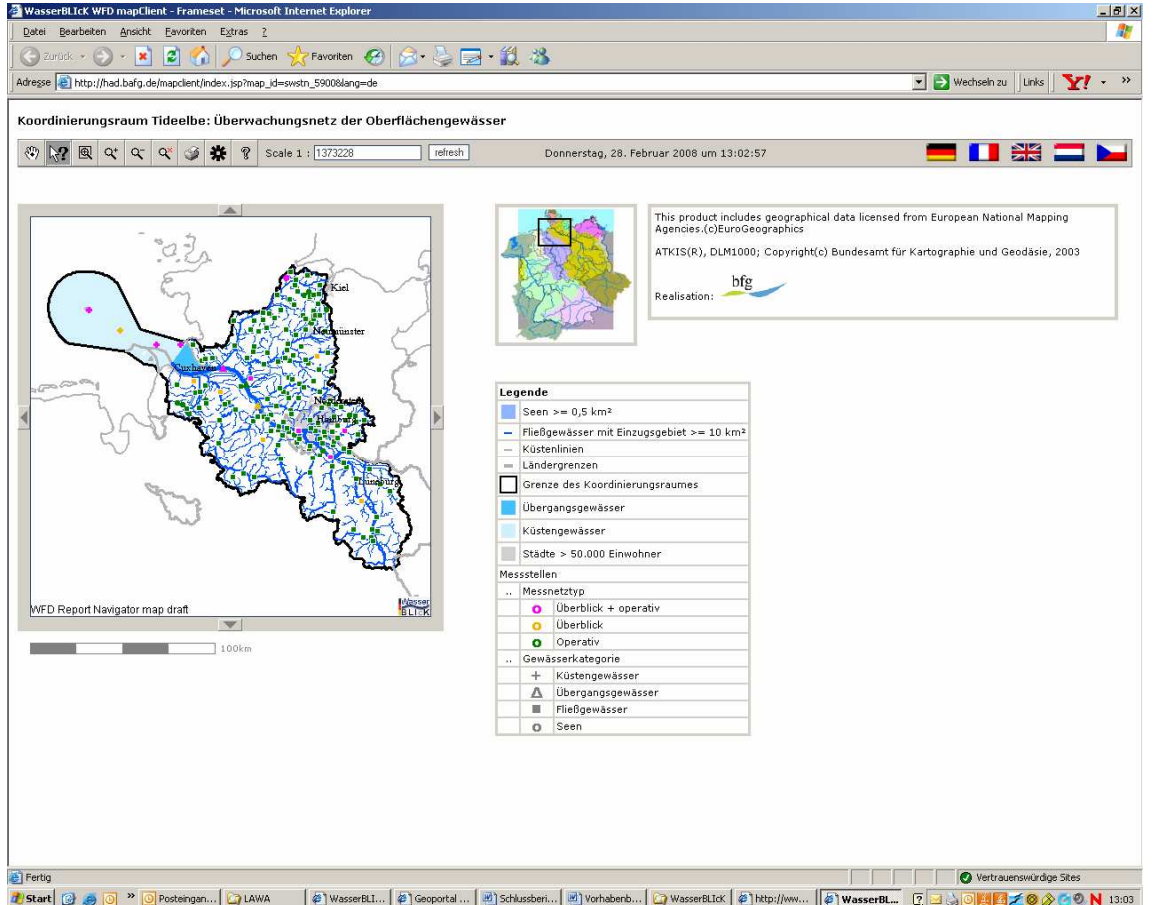 WasserBLIcK WFD mapClient - Frameset - Microsoft Internet Explorer
Datei Bearbeiten Ansicht Favoriten Extras ?
Zurück Suchen Favoriten
Adresse http://had.bafg.de/mapclient/index.jsp?map_id=swstn_5900&lang=de Wechseln zu Links Y! »
Koordinierungsraum Tideelbe: Überwachungsnetz der Oberflächengewässer
Scale 1 : 1373228 refresh Donnerstag, 28. Februar 2008 um 13:02:57
This product includes geographical data licensed from European National Mapping
Agencies.(c)EuroGeographics
ATKIS(R), DLM1000; Copyright(c) Bundesamt für Kartographie und Geodäsie, 2003
Realisation: bfg
Kiel
Neumünster
Cuxhaven
Hamburg
Lüneburg
WFD Report Navigator map draft
Wasser
BLIcK
100km
Legende
Seen >= 0,5 km²
Fließgewässer mit Einzugsgebiet >= 10 km²
Küstenlinien
Ländergrenzen
Grenze des Koordinierungsraumes
Übergangsgewässer
Küstengewässer
Städte > 50.000 Einwohner
Messstellen
.. Messnetztyp
Überblick + operativ
Überblick
Operativ
.. Gewässerkategorie
Küstengewässer
Übergangsgewässer
Fließgewässer
Seen
Fertig Vertrauenswürdige Sites
Start » Posteingan... LAWA WasserBLI... Geoportal ... Schlussberi... Vorhabenb... WasserBLIcK http://ww... WasserBL... 13:03